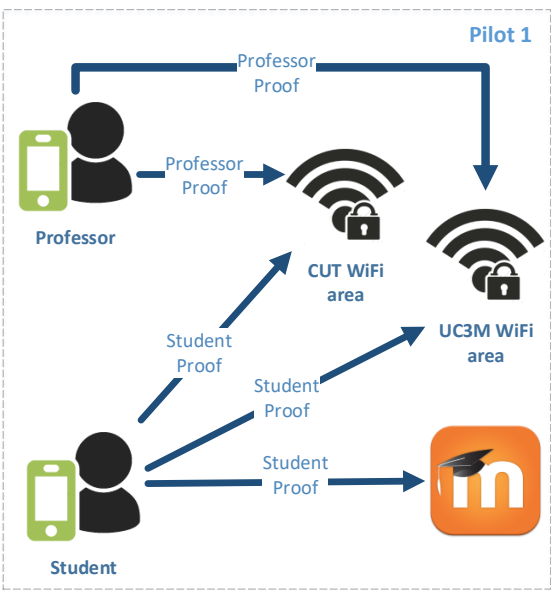 Pilot 1
Professor
Proof
Professor
Proof
Professor
CUT WiFi
area
UC3M WiFi
area
Student
Proof
Student
Proof
Student
Proof
m
Student